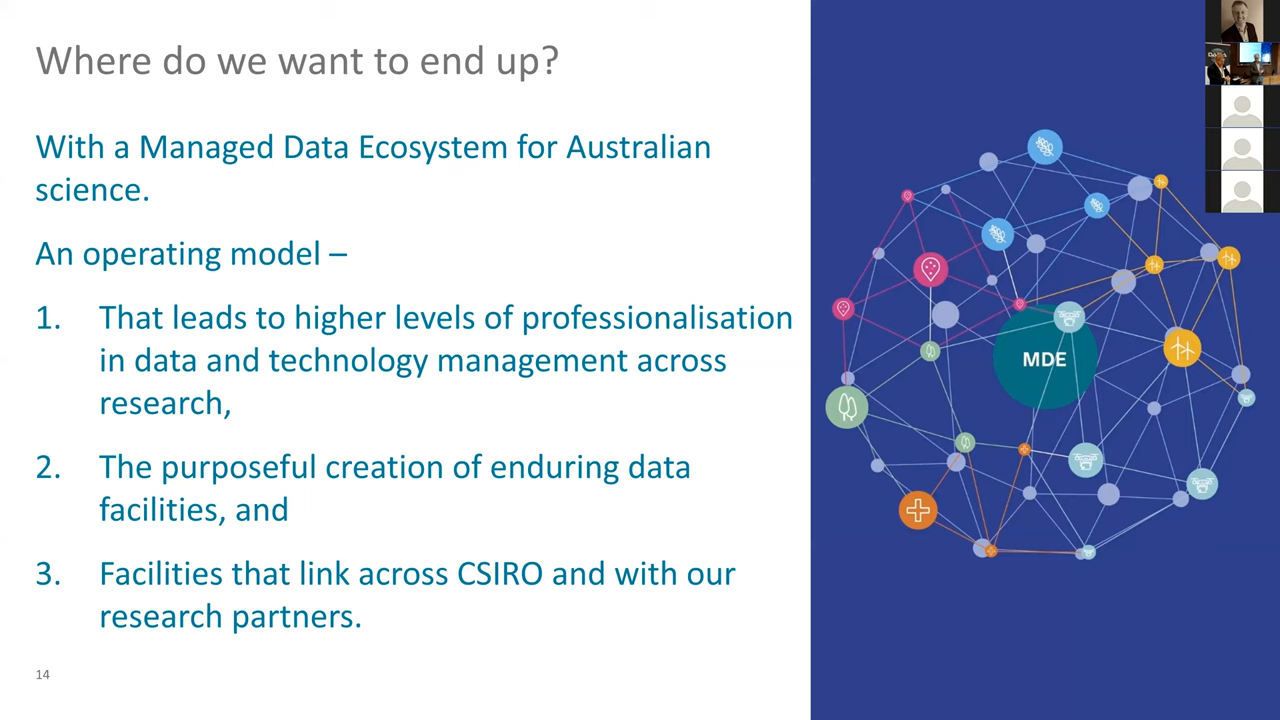 Where do we want to end up?
With a Managed Data Ecosystem for Australian
science.
An operating model –
1. That leads to higher levels of professionalisation
in data and technology management across
research,
2. The purposeful creation of enduring data
facilities, and
3. Facilities that link across CSIRO and with our
research partners.
14
MDE